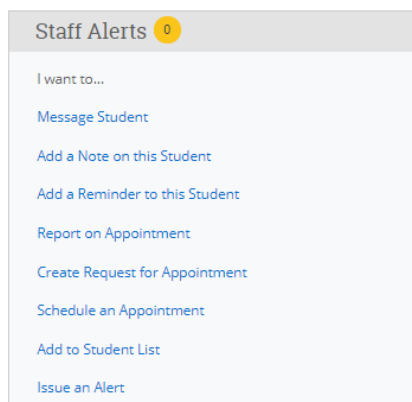 Staff Alerts 0
I want to...
Message Student
Add a Note on this Student
Add a Reminder to this Student
Report on Appointment
Create Request for Appointment
Schedule an Appointment
Add to Student List
Issue an Alert